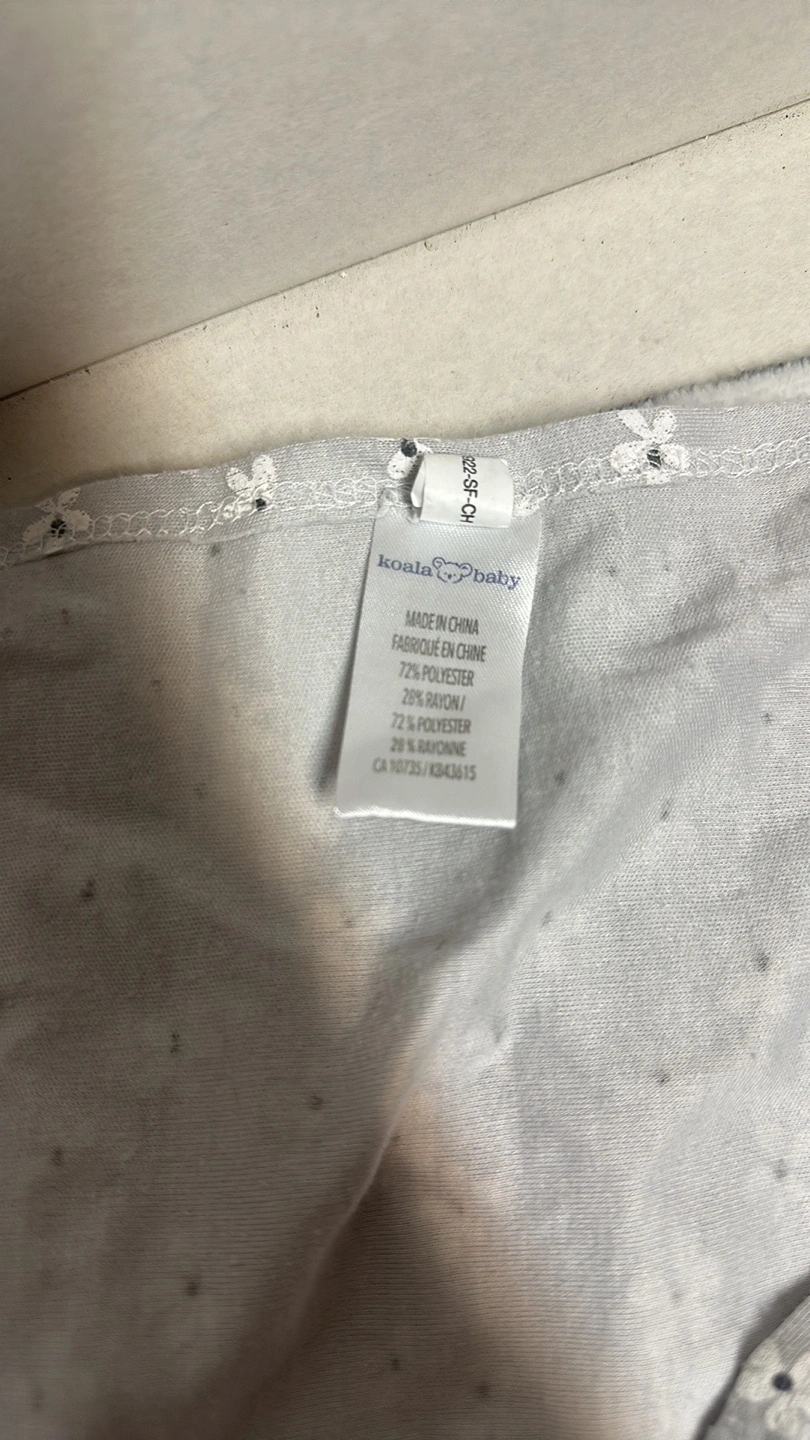 922-SF-CH
koala baby
MADE IN CHINA
FABRIQUÉ EN CHINE
72% POLYESTER
28% RAYON/
72 % POLYESTER
28 % RAYONNE
CA 10735/KB43615